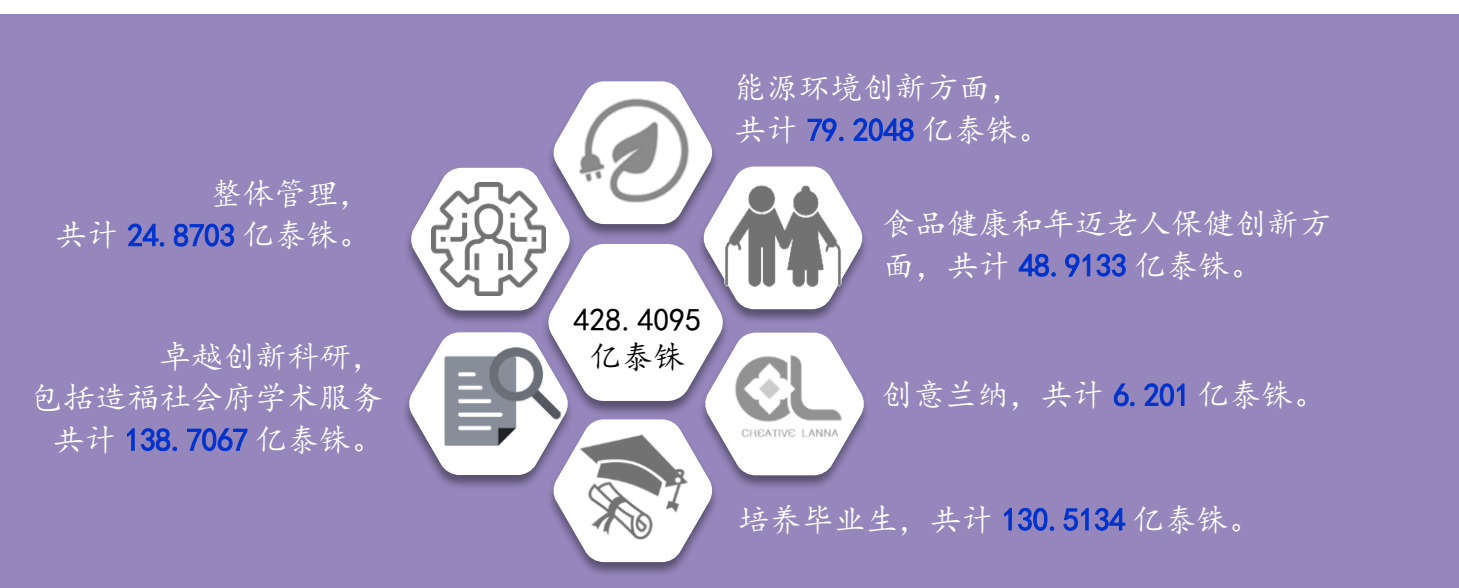 能源环境创新方面，
共计 79.2048 亿泰铢。
整体管理，
共计 24.8703 亿泰铢。
食品健康和年迈老人保健创新方
面，共计 48.9133 亿泰铢。
428.4095
亿泰铢
卓越创新科研，
包括造福社会府学术服务
共计 138.7067 亿泰铢。
CL
CREATIVE LANNA
创意兰纳，共计 6.201 亿泰铢。
培养毕业生，共计 130.5134 亿泰铢。